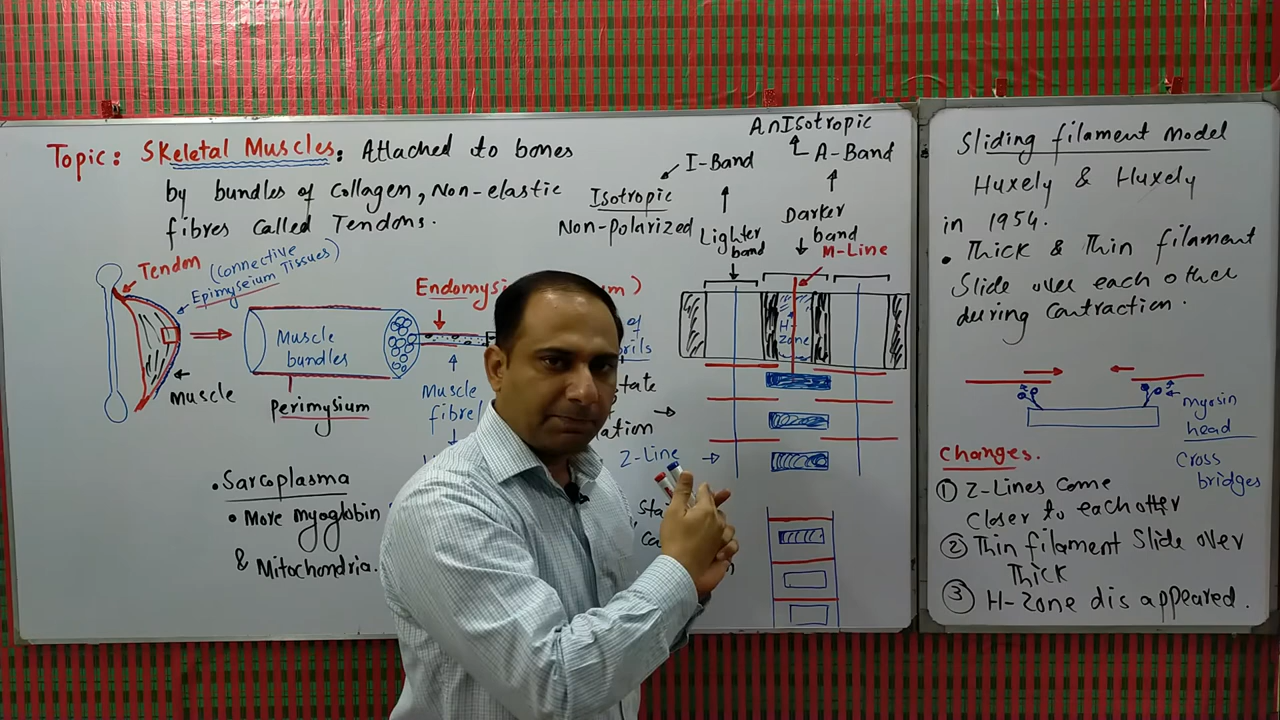 Topic: Skeletal Muscles: Attached to bones
by bundles of Collagen, Non-elastic
fibres Called Tendons.
Tendon
(Connective
Epimyseium Tissues)
Muscle
Muscle
bundles
perimysium
Muscle
fibre
.Sarcoplasma
• More myoglobin
& Mitochondria.
AnIsotropic
A-Band
I-Band
Isotropic
Non-polarized
Lighter
band
Darker
band
M-Line
H-
Zone
of
Z-Line
Sliding filament Model
Huxely & Huxely
in 1954.
• Thick & Thin filament
Slide over each other
during Contraction.
myosin
head
Cross
bridges
Changes.
① Z-Lines Come
Closer to each other
② Thin filament Slide over
Thick
③ H-Zone dis appeared.